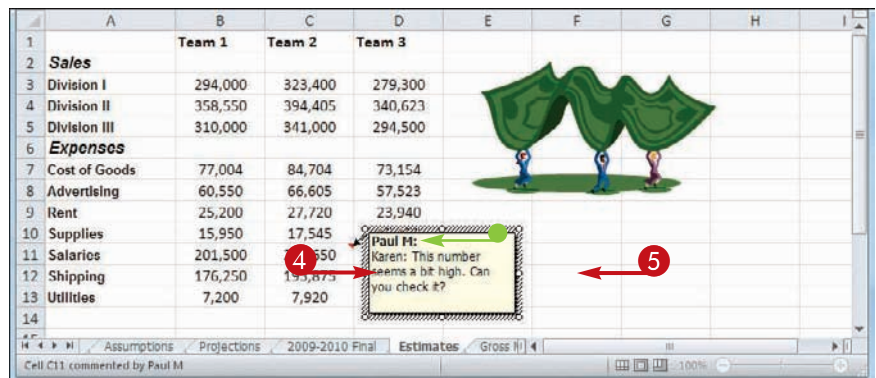 A B C D E F G H I
1 Team 1 Team 2 Team 3
2 Sales
3 Division I 294,000 323,400 279,300
4 Division II 358,550 394,405 340,623
5 Division III 310,000 341,000 294,500
6 Expenses
7 Cost of Goods 77,004 84,704 73,154
8 Advertising 60,550 66,605 57,523
9 Rent 25,200 27,720 23,940
10 Supplies 15,950 17,545
11 Salaries 201,500 650
12 Shipping 176,250 193,875
13 Utilities 7,200 7,920
14
Paul M:
Karen: This number
seems a bit high. Can
you check it?
4
5
Assumptions Projections 2009-2010 Final Estimates Gross
Cell C11 commented by Paul M 100%